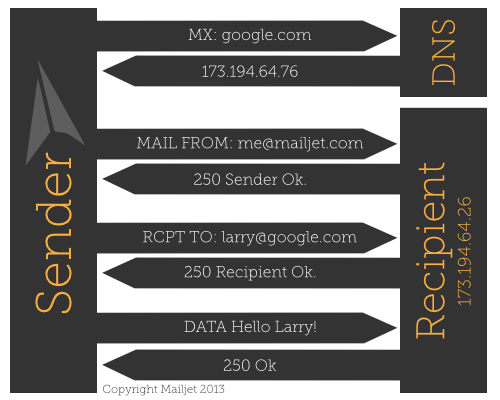 MX: google.com
DNS
173.194.64.76
Sender
MAIL FROM: me@mailjet.com
250 Sender Ok.
Recipient
173.194.64.26
RCPT TO: larry@google.com
250 Recipient Ok.
DATA Hello Larry!
250 Ok
Copyright Mailjet 2013